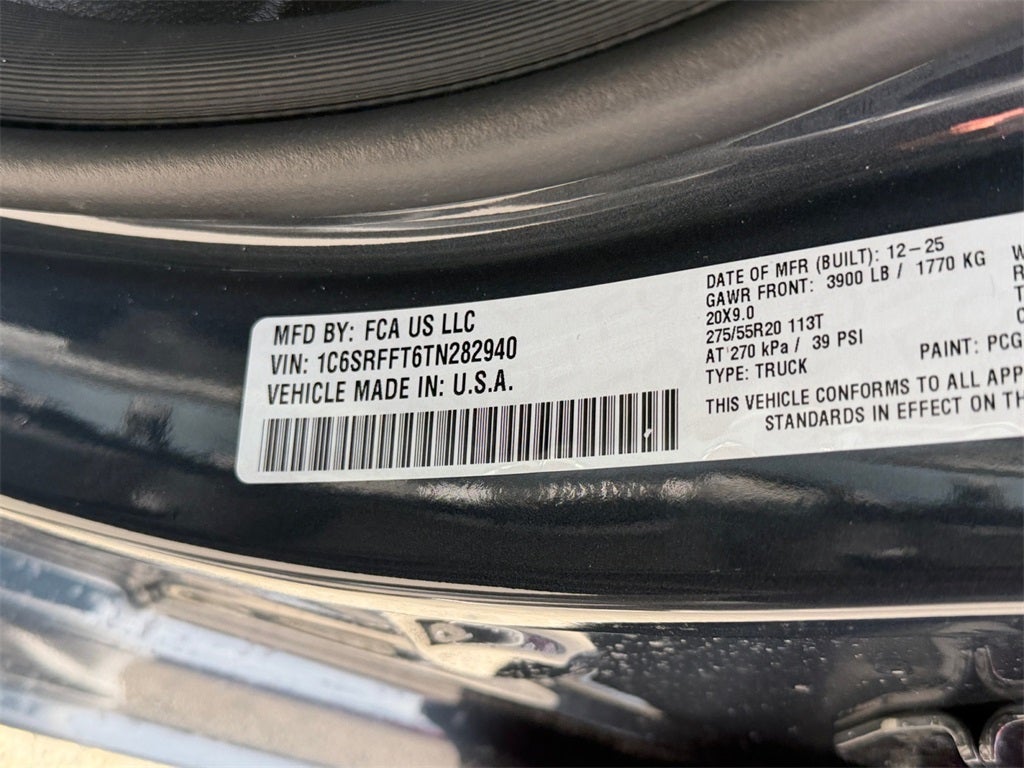 MFD BY: FCA US LLC
VIN: 1C6SRFFT6TN282940
VEHICLE MADE IN: U.S.A.
DATE OF MFR (BUILT): 12-25
GAWR FRONT: 3900 LB / 1770 KG
20X9.0
275/55R20 113T
AT 270 kPa / 39 PSI
TYPE: TRUCK
PAINT: PCG
THIS VEHICLE CONFORMS TO ALL APP
STANDARDS IN EFFECT ON TH